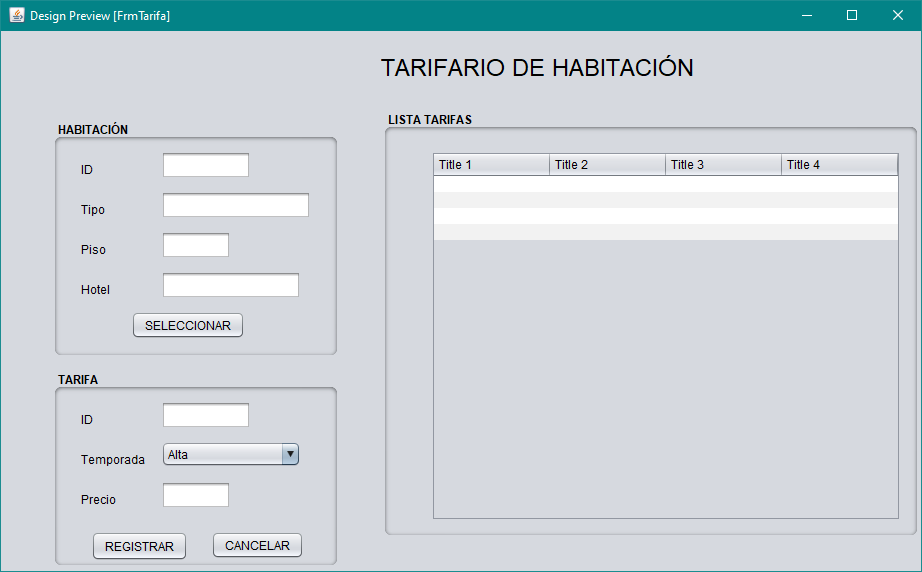 Design Preview [FrmTarifa]
TARIFARIO DE HABITACIÓN
HABITACIÓN
ID
Tipo
Piso
Hotel
SELECCIONAR
TARIFA
ID
Temporada Alta
Precio
REGISTRAR CANCELAR
LISTA TARIFAS
Title 1 Title 2 Title 3 Title 4